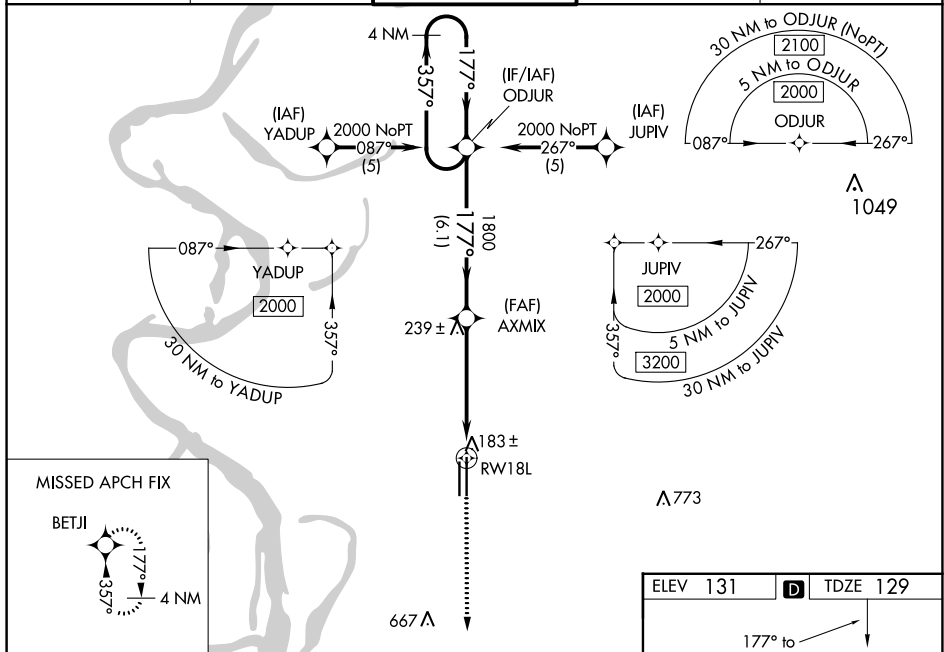 4 NM
357°
177°
(IF/IAF)
ODJUR
(IAF)
YADUP
2000 NoPT
087°
(5)
2000 NoPT
267°
(5)
(IAF)
JUPIV
30 NM to ODJUR (NoPT)
2100
5 NM to ODJUR
2000
ODJUR
087°
267°
1049
1800
177°
(6.1)
087°
YADUP
2000
357°
30 NM to YADUP
267°
JUPIV
2000
357°
5 NM to JUPIV
3200
30 NM to JUPIV
(FAF)
AXMIX
239 ±
183 ±
RW18L
773
667
MISSED APCH FIX
BETJI
177°
357°
4 NM
ELEV 131 D TDZE 129
177° to